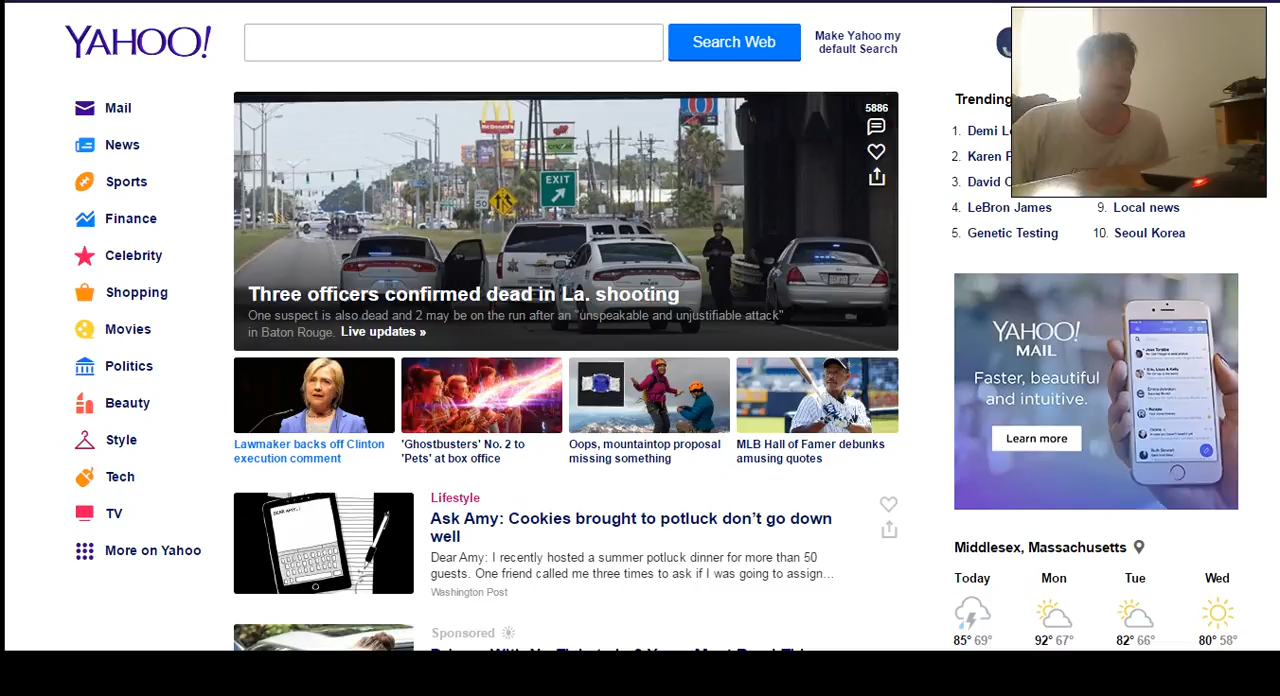 YAHOO!
Search Web
Make Yahoo my
default Search
Mail
News
Sports
Finance
Celebrity
Shopping
Movies
Politics
Beauty
Style
Tech
TV
More on Yahoo
McDonald's
EXIT
50
5886
Three officers confirmed dead in La. shooting
One suspect is also dead and 2 may be on the run after an "unspeakable and unjustifiable attack"
in Baton Rouge. Live updates »
Lawmaker backs off Clinton
execution comment
'Ghostbusters' No. 2 to
'Pets' at box office
Oops, mountaintop proposal
missing something
MLB Hall of Famer debunks
amusing quotes
DEAR AMY,
Lifestyle
Ask Amy: Cookies brought to potluck don't go down
well
Dear Amy: I recently hosted a summer potluck dinner for more than 50
guests. One friend called me three times to ask if I was going to assign...
Washington Post
Sponsored
Trending
1. Demi
2. Karen
3. David
4. LeBron James
5. Genetic Testing
9. Local news
10. Seoul Korea
YAHOO!
MAIL
Faster, beautiful
and intuitive.
Learn more
Middlesex, Massachusetts
Today Mon Tue Wed
85° 69° 92° 67° 82° 66° 80° 58°